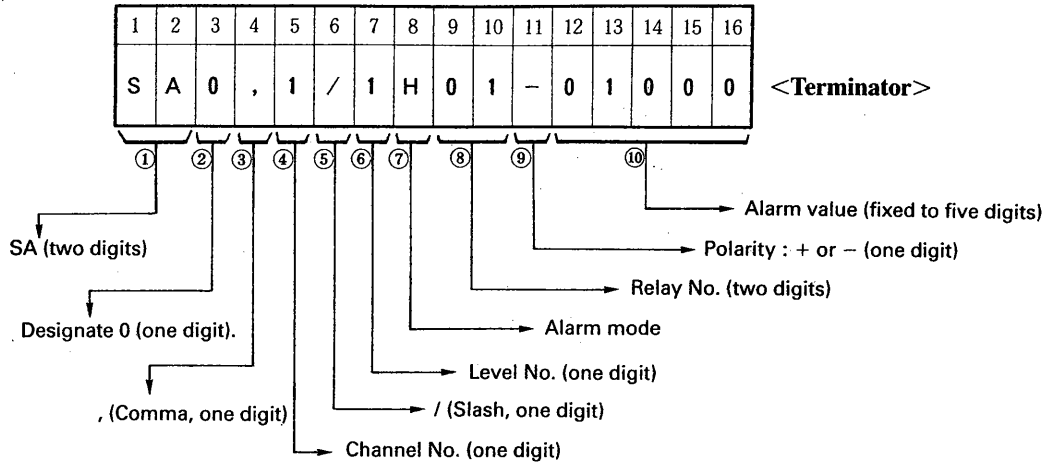 1 2 3 4 5 6 7 8 9 10 11 12 13 14 15 16
S A 0 , 1 / 1 H 0 1 − 0 1 0 0 0 <Terminator>
① ② ③ ④ ⑤ ⑥ ⑦ ⑧ ⑨ ⑩
Alarm value (fixed to five digits)
SA (two digits)
Polarity : + or − (one digit)
Relay No. (two digits)
Designate 0 (one digit).
Alarm mode
Level No. (one digit)
, (Comma, one digit)
/ (Slash, one digit)
Channel No. (one digit)